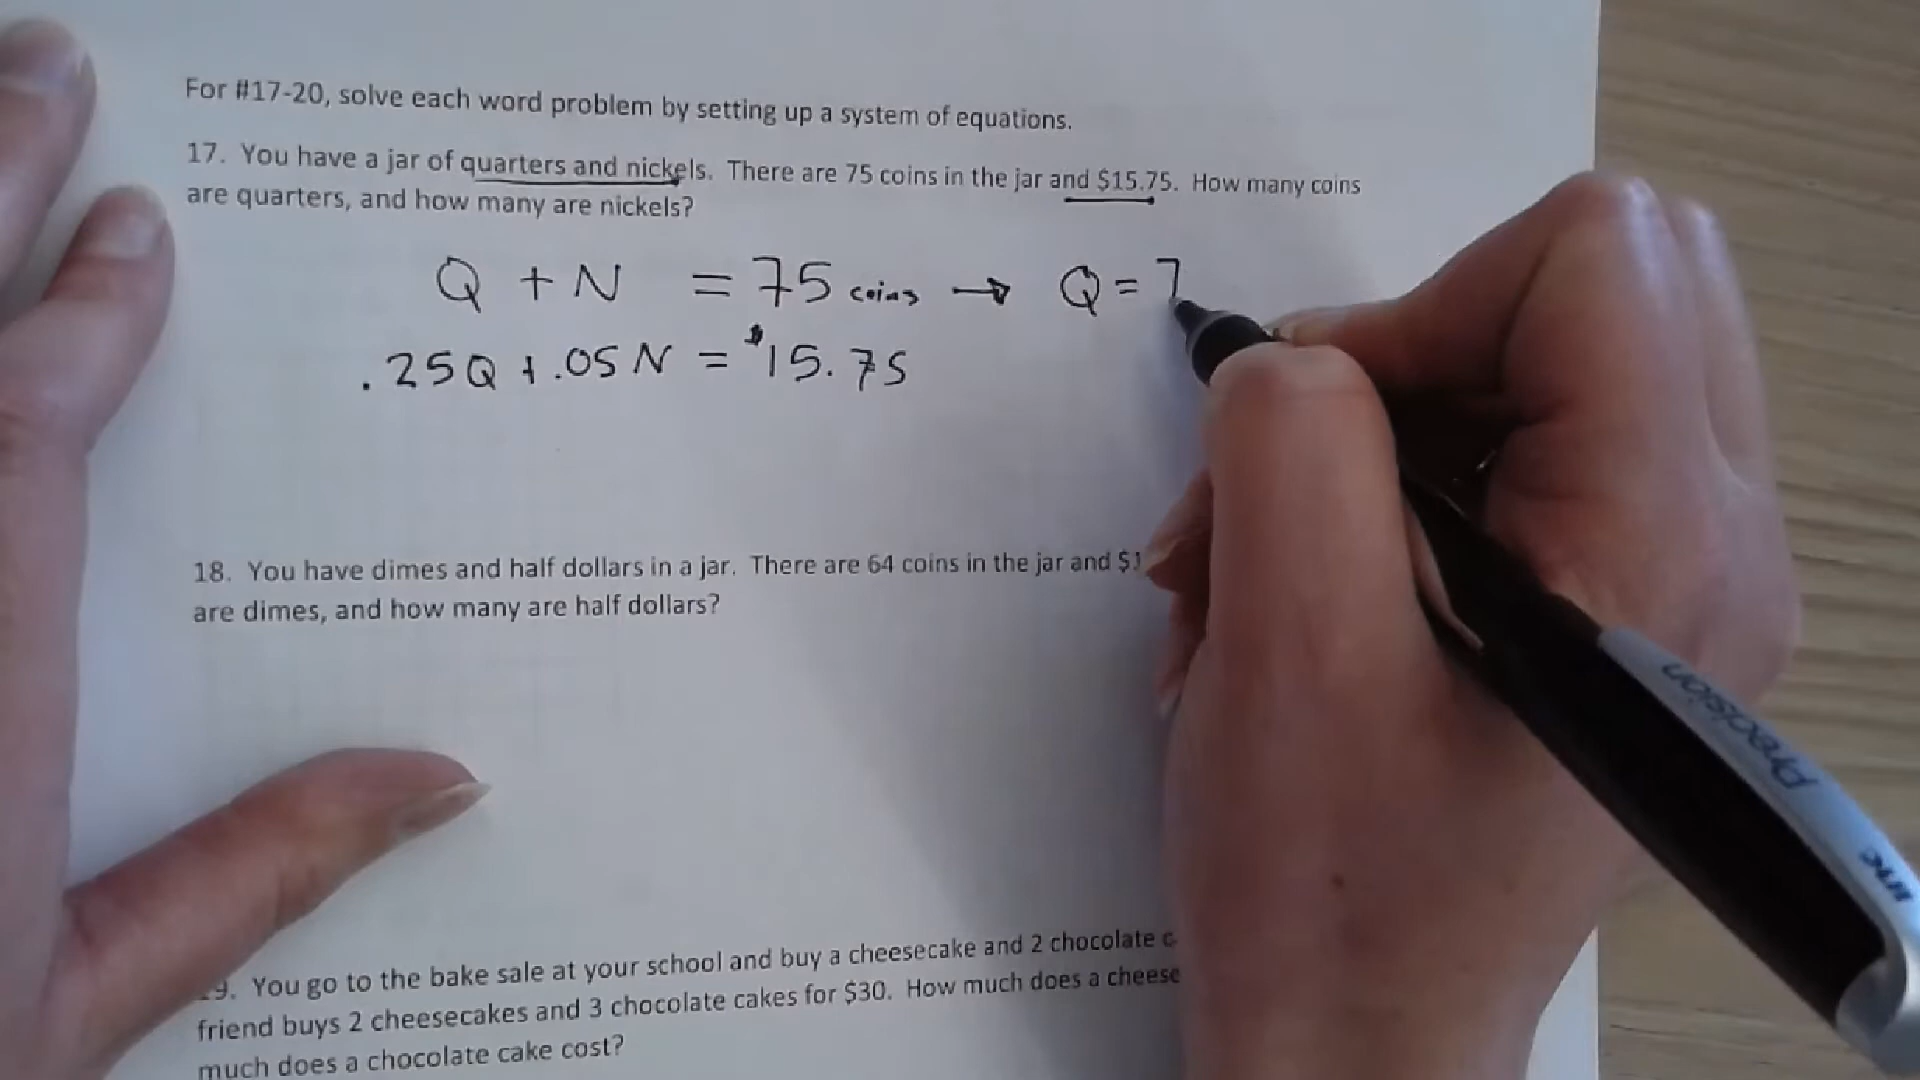 For #17-20, solve each word problem by setting up a system of equations.
17. You have a jar of quarters and nickels. There are 75 coins in the jar and $15.75. How many coins
are quarters, and how many are nickels?
Q + N = 75 coins → Q = 7
.25Q + .05N = $15.75
18. You have dimes and half dollars in a jar. There are 64 coins in the jar and $1
are dimes, and how many are half dollars?
9. You go to the bake sale at your school and buy a cheesecake and 2 chocolate c
friend buys 2 cheesecakes and 3 chocolate cakes for $30. How much does a cheese
much does a chocolate cake cost?
Precision